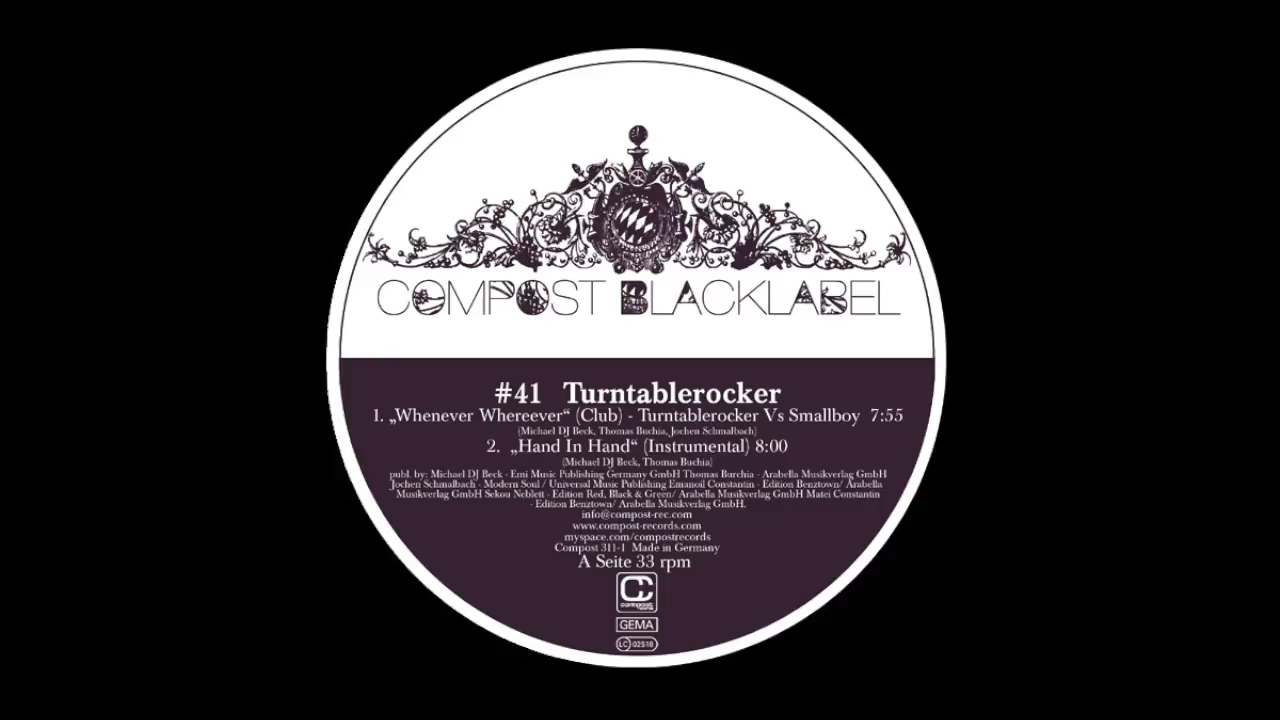 COMPOST BLACKLABEL
#41 Turntablerocker
1. „Whenever Whereever“ (Club) - Turntablerocker Vs Smallboy 7:55
(Michael DJ Beck, Thomas Buchia, Jochen Schmalbach)
2. „Hand In Hand“ (Instrumental) 8:00
(Michael DJ Beck, Thomas Buchia)
publ. by: Michael DJ Beck - Emi Music Publishing Germany GmbH Thomas Burchia - Arabella Musikverlag GmbH
Jochen Schmalbach - Modern Soul / Universal Music Publishing Emanoil Constantin - Edition Benztown/ Arabella
Musikverlag GmbH Sekou Neblett - Edition Red, Black & Green/ Arabella Musikverlag GmbH Matei Constantin
- Edition Benztown/ Arabella Musikverlag GmbH.
info@compost-rec.com
www.compost-records.com
myspace.com/compostrecords
Compost 311-1 Made in Germany
A Seite 33 rpm
compost
records
GEMA
LC 02518